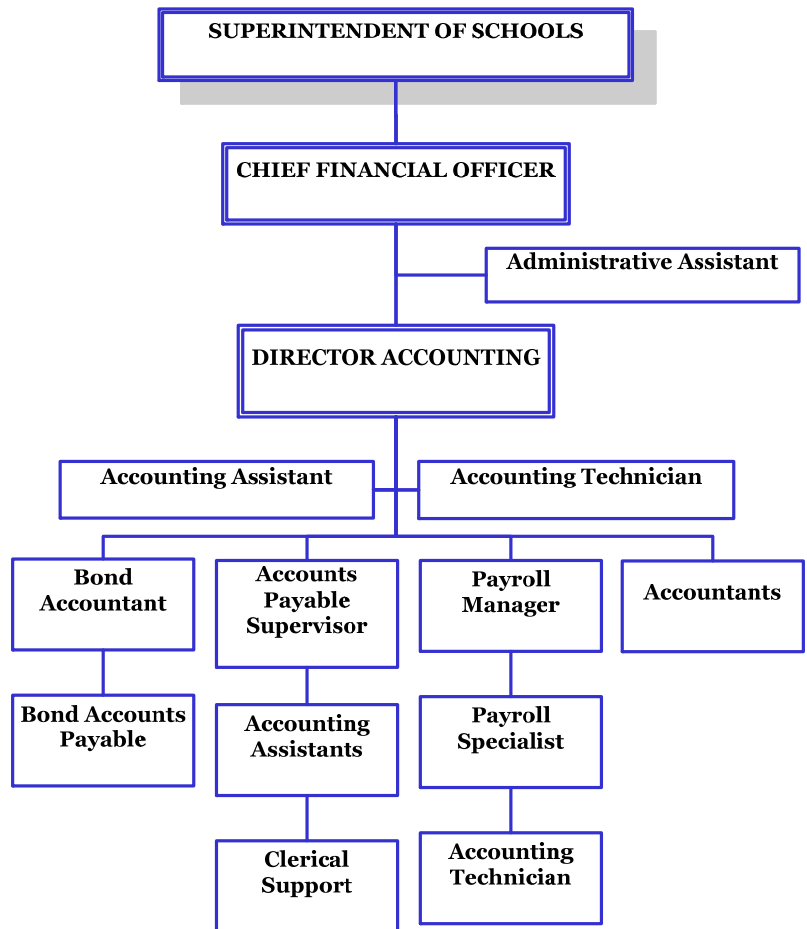 SUPERINTENDENT OF SCHOOLS
CHIEF FINANCIAL OFFICER
Administrative Assistant
DIRECTOR ACCOUNTING
Accounting Assistant
Accounting Technician
Bond
Accountant
Accounts
Payable
Supervisor
Payroll
Manager
Accountants
Bond Accounts
Payable
Accounting
Assistants
Payroll
Specialist
Clerical
Support
Accounting
Technician